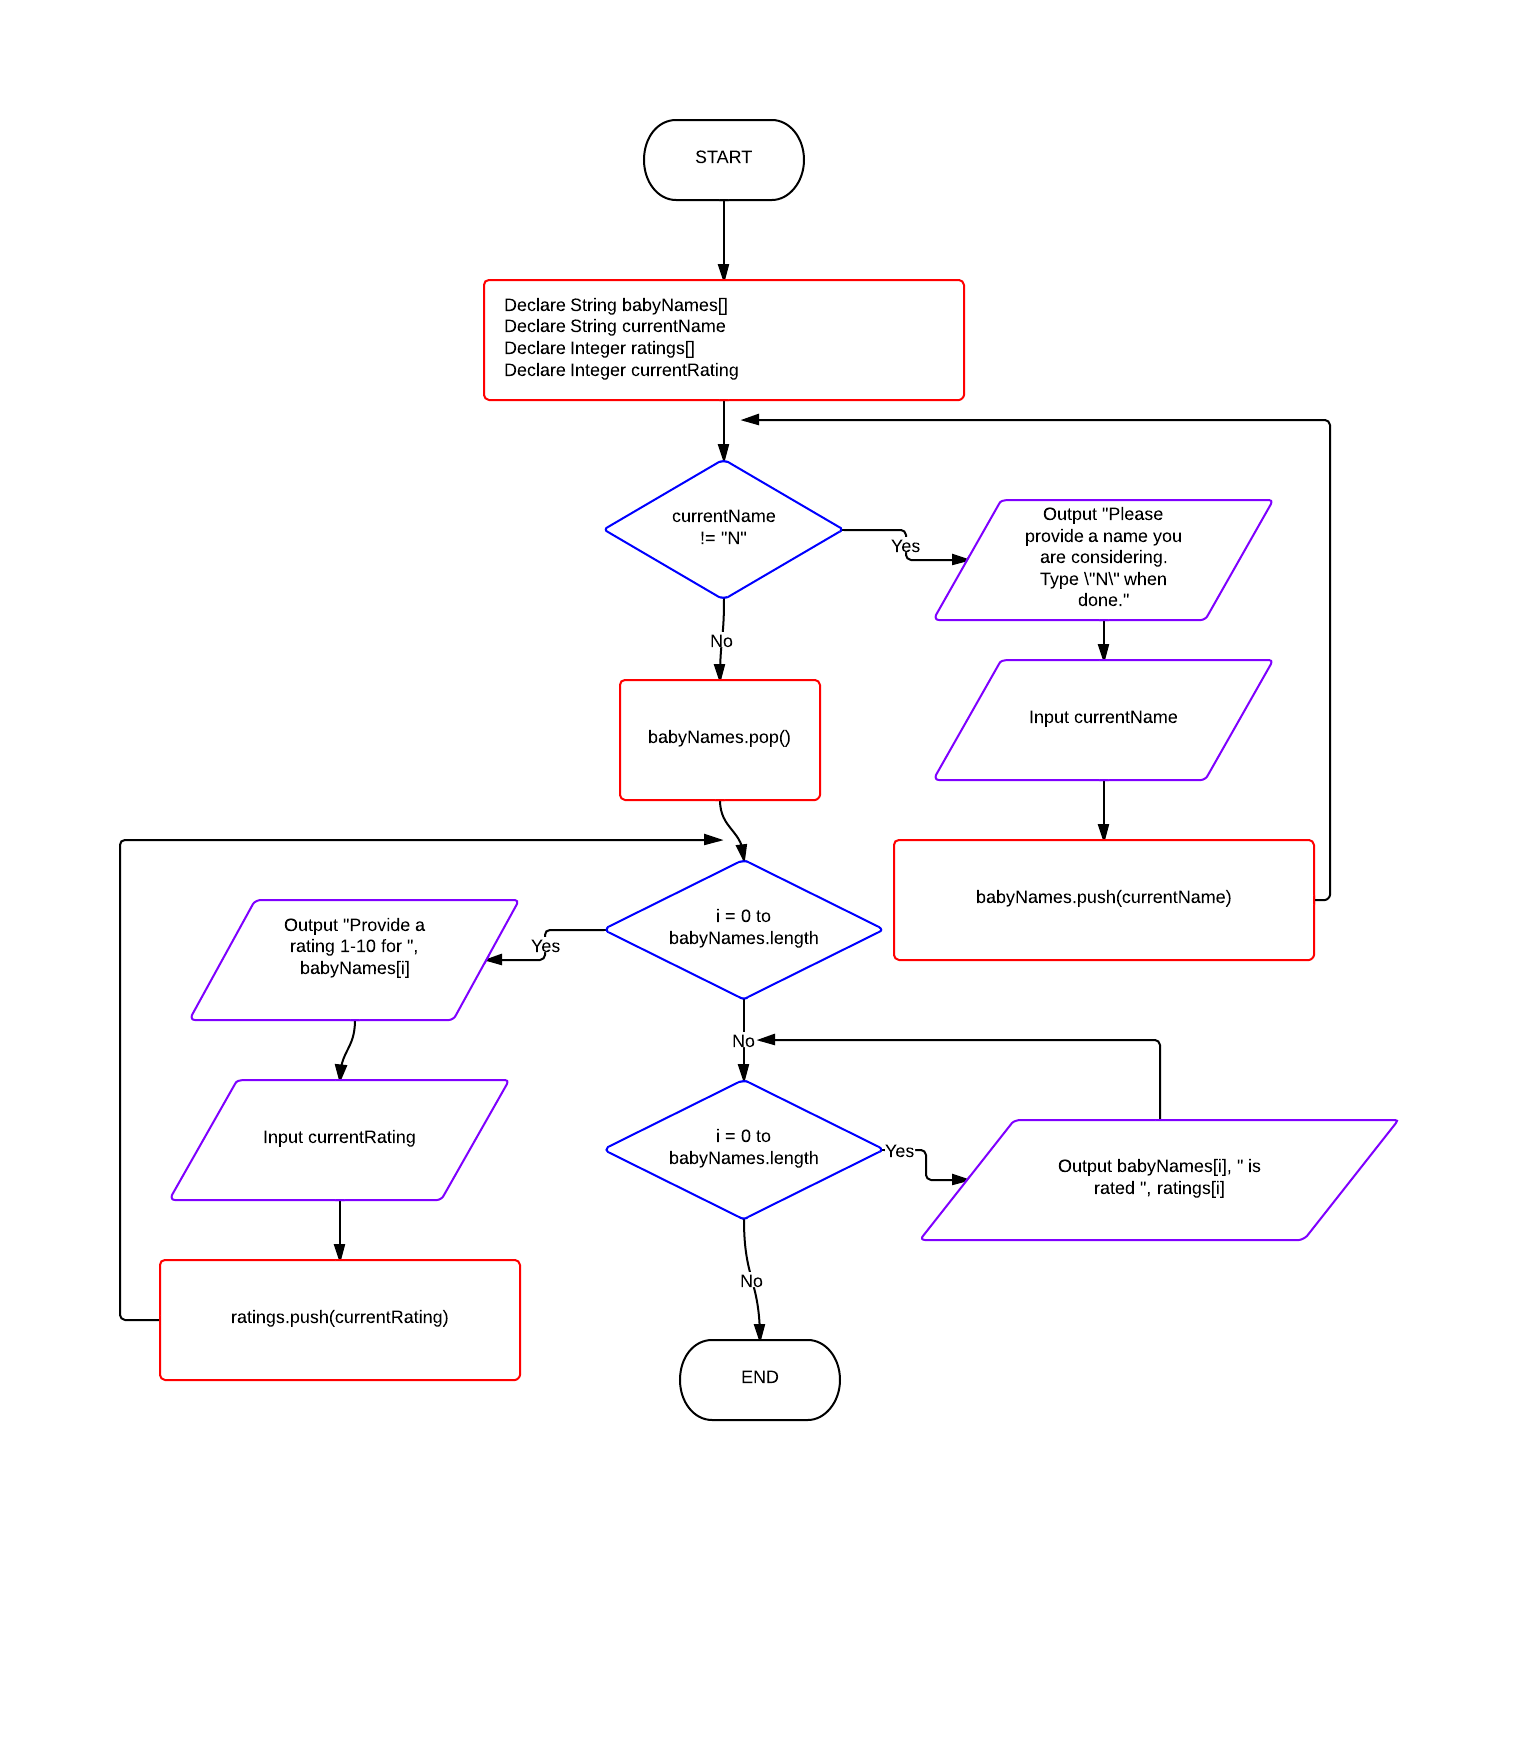 START
Declare String babyNames[]
Declare String currentName
Declare Integer ratings[]
Declare Integer currentRating
currentName
!= "N"
Yes
Output "Please
provide a name you
are considering.
Type \"N\" when
done."
No
Input currentName
babyNames.pop()
babyNames.push(currentName)
i = 0 to
babyNames.length
Yes
Output "Provide a
rating 1-10 for ",
babyNames[i]
No
Input currentRating
i = 0 to
babyNames.length
Yes
Output babyNames[i], " is
rated ", ratings[i]
No
ratings.push(currentRating)
END